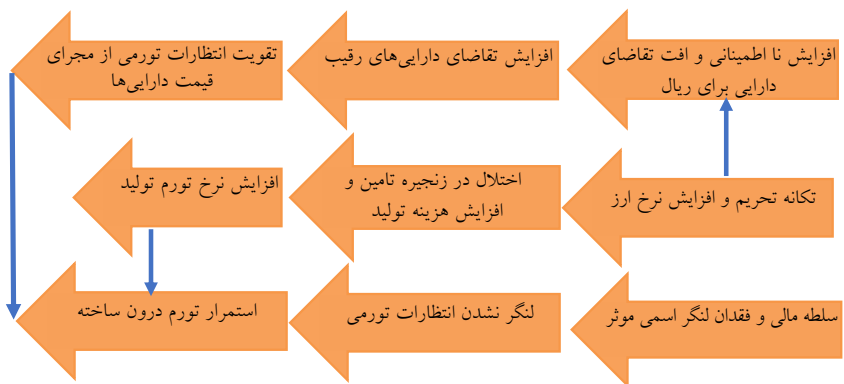 افزایش نا اطمینانی و افت تقاضای
دارایی برای ریال
افزایش تقاضای دارایی‌های رقیب
تقویت انتظارات تورمی از مجرای
قیمت دارایی‌ها
تکانه تحریم و افزایش نرخ ارز
اختلال در زنجیره تامین و
افزایش هزینه تولید
افزایش نرخ تورم تولید
سلطه مالی و فقدان لنگر اسمی موثر
لنگر نشدن انتظارات تورمی
استمرار تورم درون ساخته